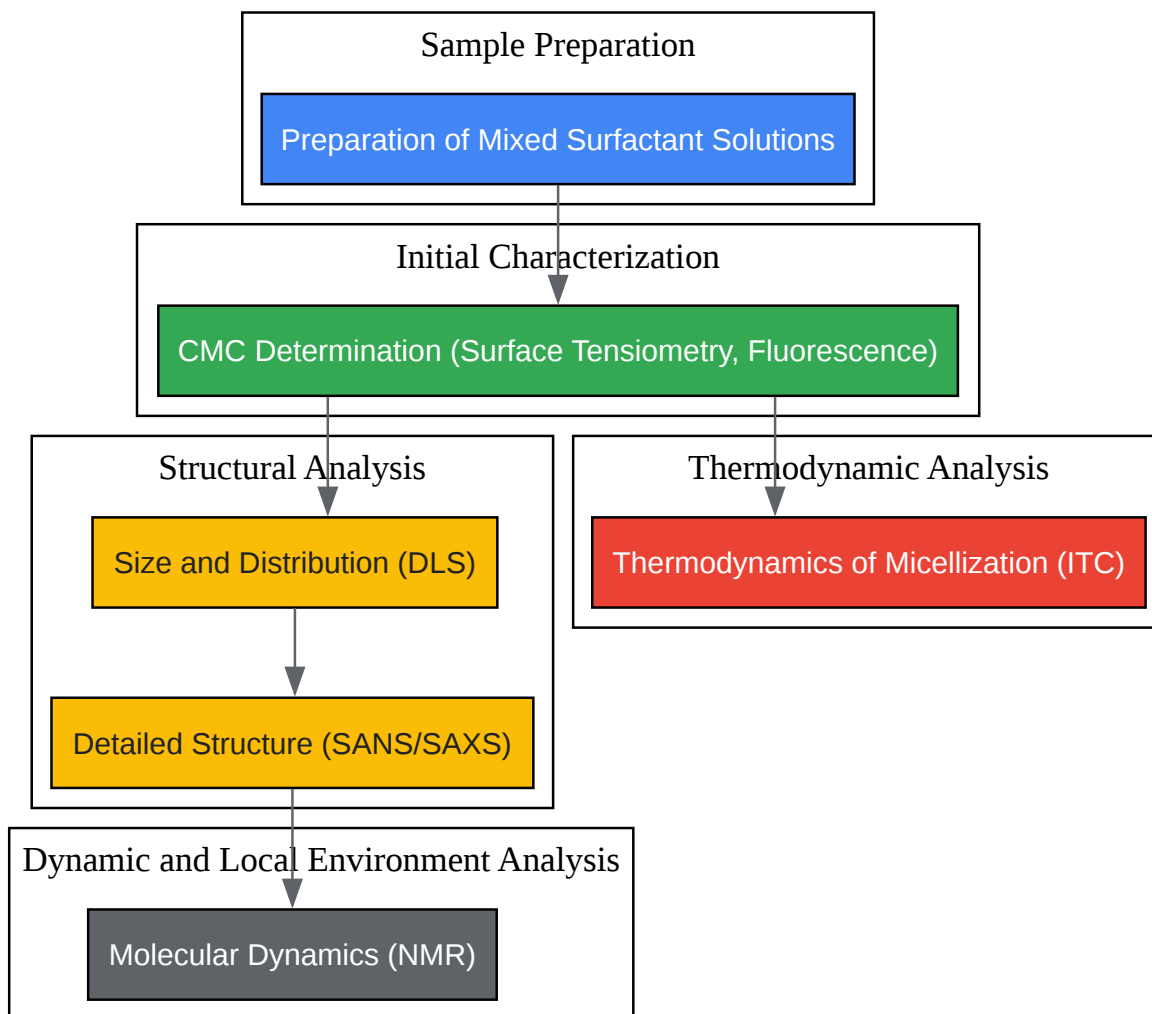 Sample Preparation
Preparation of Mixed Surfactant Solutions
Initial Characterization
CMC Determination (Surface Tensiometry, Fluorescence)
Structural Analysis
Size and Distribution (DLS)
Detailed Structure (SANS/SAXS)
Thermodynamic Analysis
Thermodynamics of Micellization (ITC)
Dynamic and Local Environment Analysis
Molecular Dynamics (NMR)